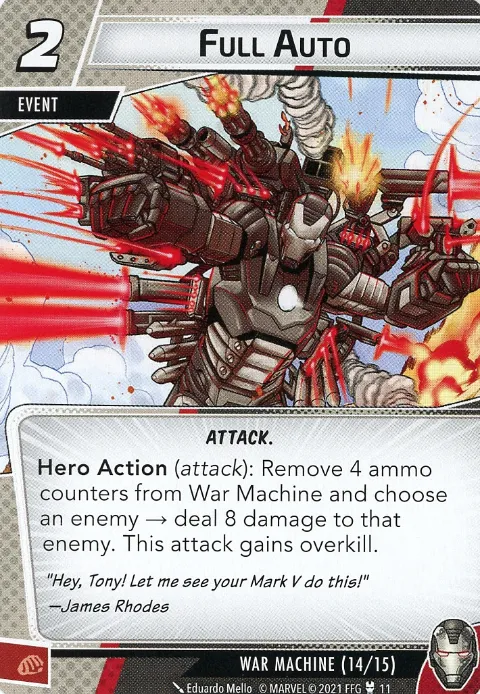 2
FULL AUTO
EVENT
ATTACK.
Hero Action (attack): Remove 4 ammo
counters from War Machine and choose
an enemy → deal 8 damage to that
enemy. This attack gains overkill.
"Hey, Tony! Let me see your Mark V do this!"
—James Rhodes
WAR MACHINE (14/15)
Eduardo Mello © MARVEL © 2021 FFG 11